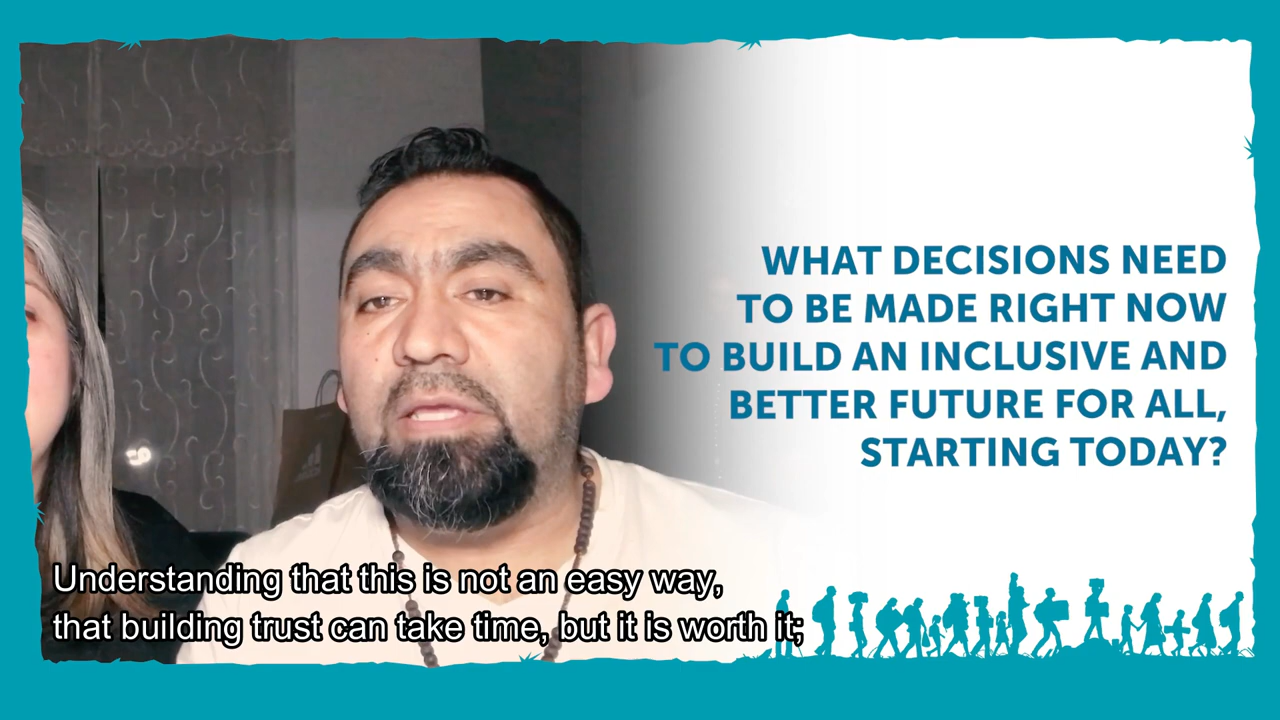 WHAT DECISIONS NEED
TO BE MADE RIGHT NOW
TO BUILD AN INCLUSIVE AND
BETTER FUTURE FOR ALL,
STARTING TODAY?
Understanding that this is not an easy way,
that building trust can take time, but it is worth it;